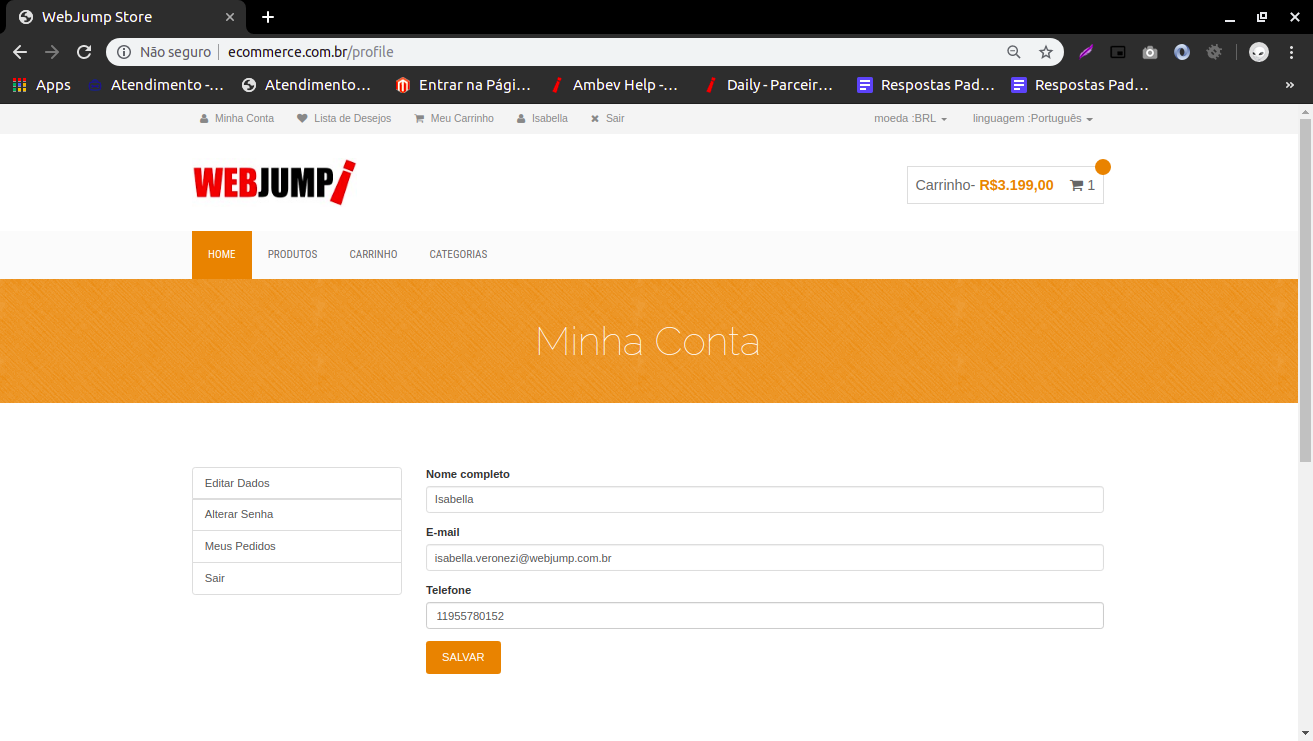 WebJump Store
Não seguro ecommerce.com.br/profile
Apps Atendimento -... Atendimento... Entrar na Pági... Ambev Help -... Daily - Parceir... Respostas Pad... Respostas Pad... »
Minha Conta Lista de Desejos Meu Carrinho Isabella Sair moeda :BRL linguagem :Português
WEBJUMP Carrinho- R$3.199,00 1
HOME PRODUTOS CARRINHO CATEGORIAS
Minha Conta
Editar Dados
Alterar Senha
Meus Pedidos
Sair
Nome completo
Isabella
E-mail
isabella.veronezi@webjump.com.br
Telefone
11955780152
SALVAR